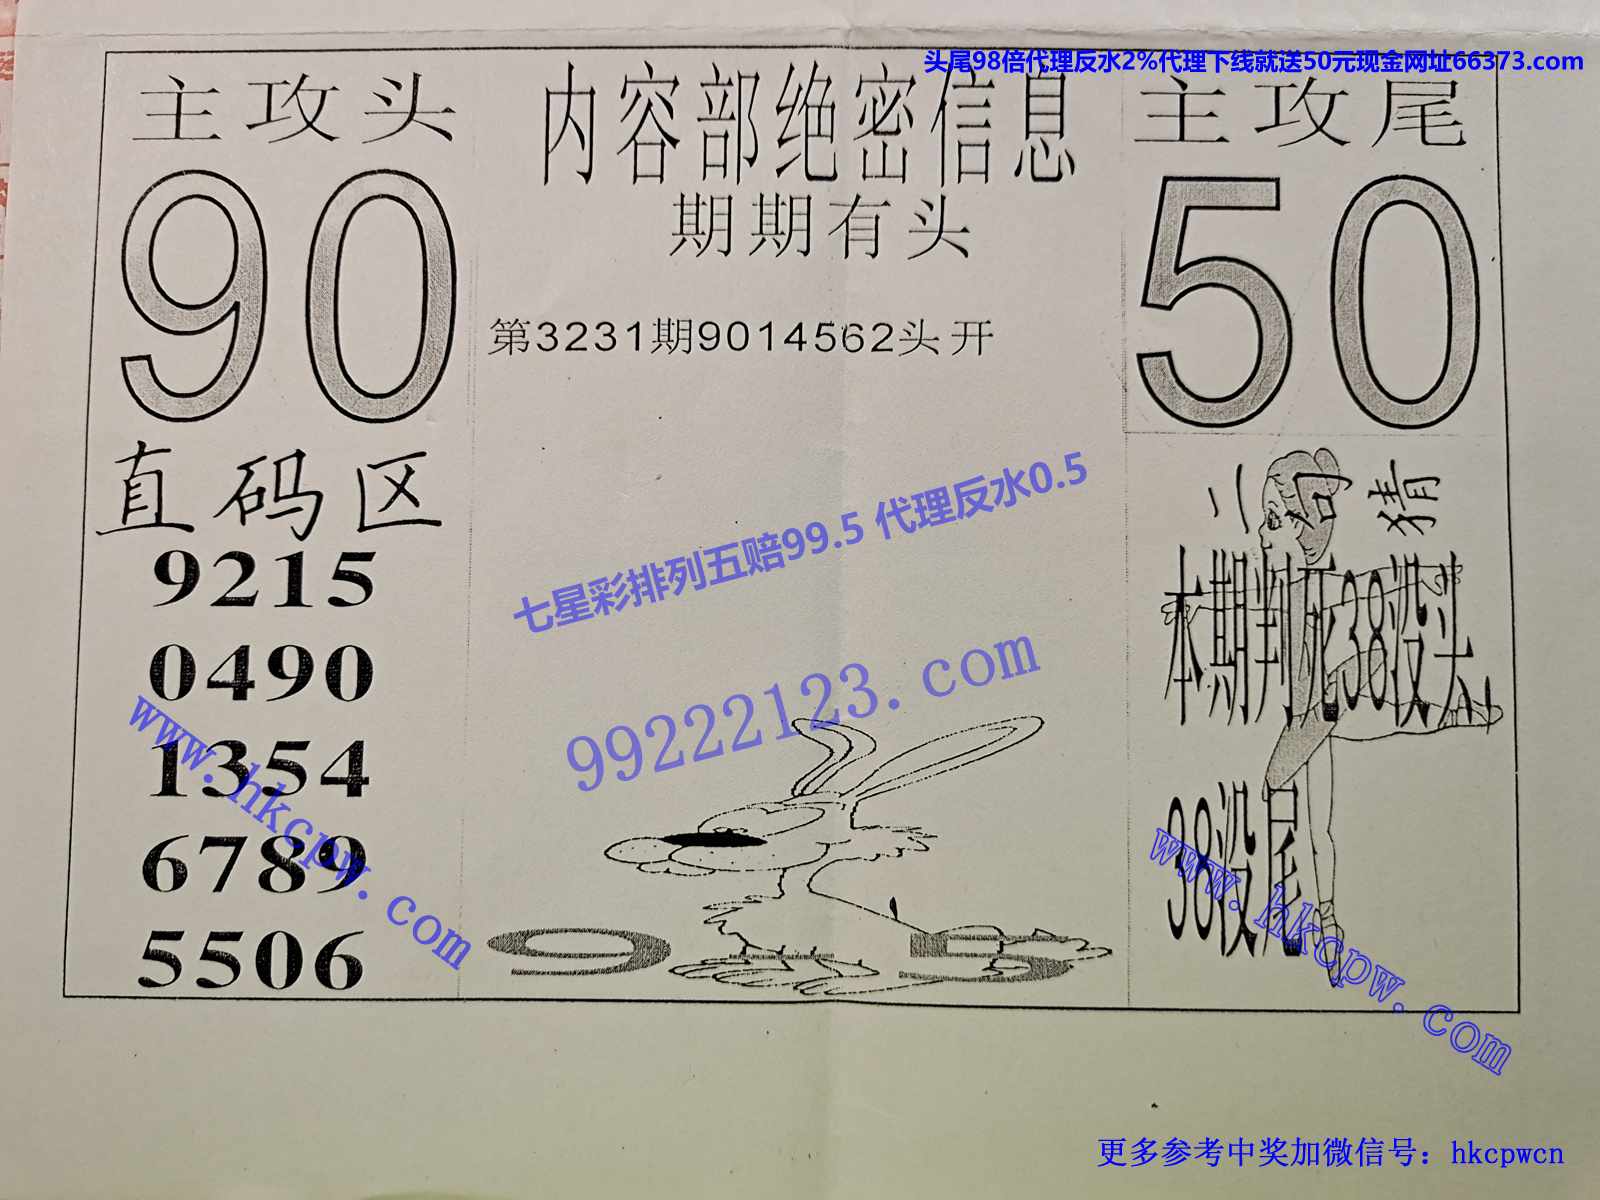 头尾98倍代理反水2%代理下线就送50元现金网址66373.com
主攻头
内容部绝密信息
主攻尾
90
期期有头
50
第3231期9014562头开
直码区
二句猜
9215
七星彩排列五赔99.5 代理反水0.5
本期判死38没头
0490
99222123.com
www.hkcpw.com
1354
38没尾
6789
www.hkcpw.com
5506
9-5
更多参考中奖加微信号：hkcpwcn